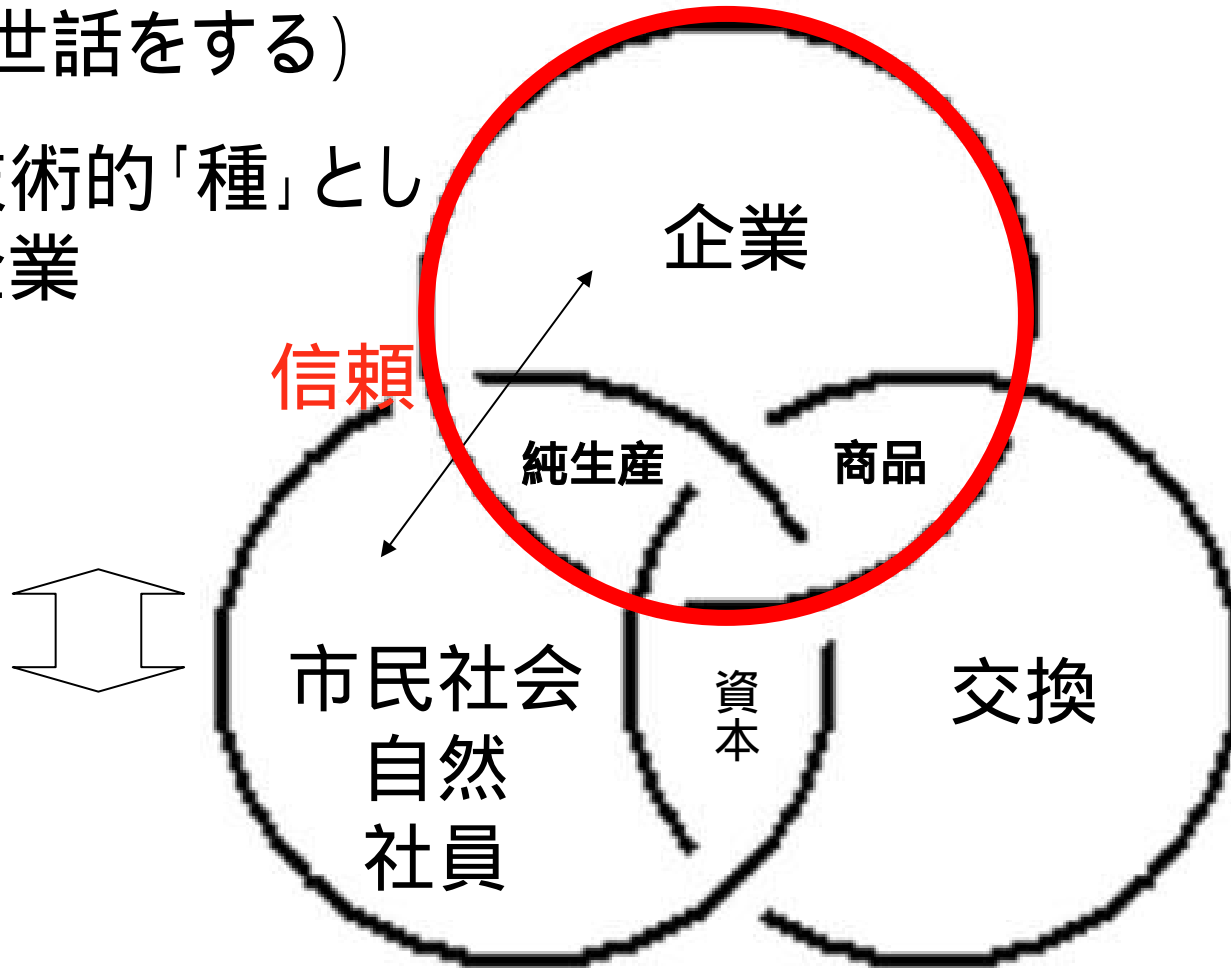 世話をする)
術的「種」とし
業
企業
信頼
純生産
商品
市民社会
自然
社員
資本
交換